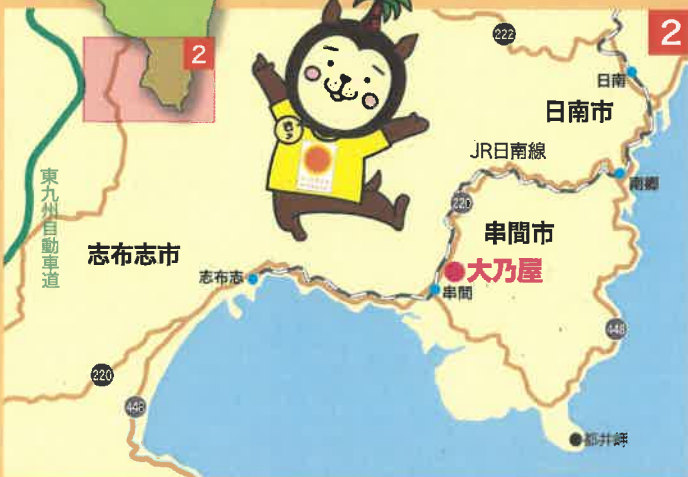 2
2
222
日南
日南市
JR日南線
南郷
220
串間市
大乃屋
串間
東九州自動車道
志布志市
志布志
448
220
448
都井岬